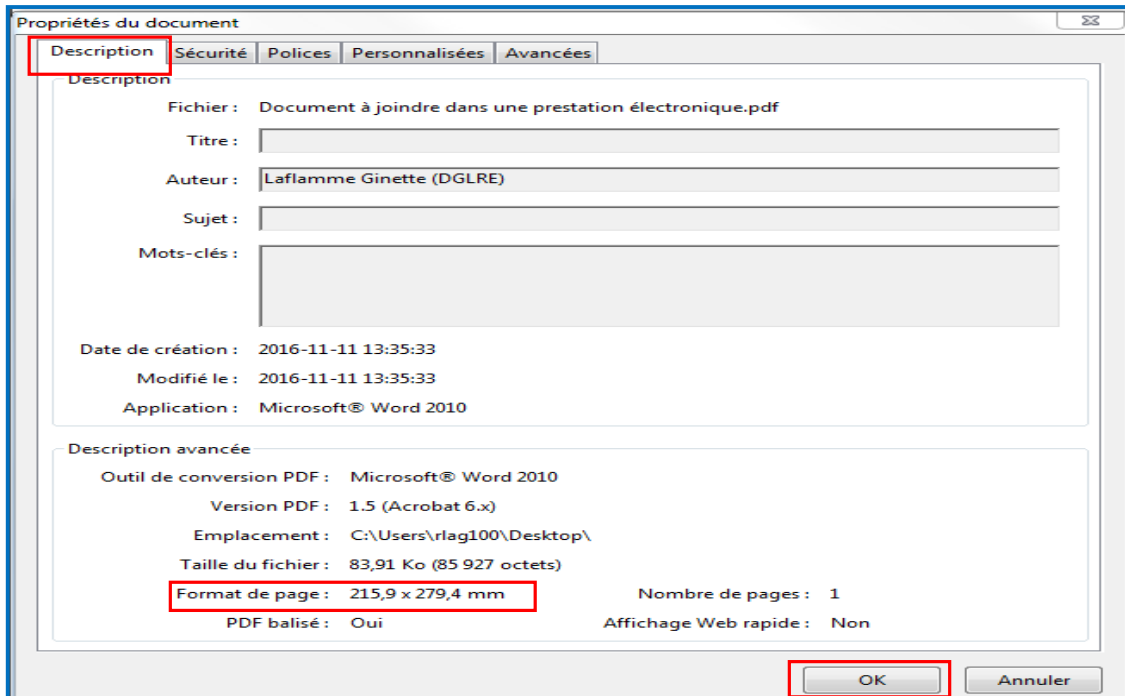 Propriétés du document
Description Sécurité Polices Personnalisées Avancées
Description
Fichier : Document à joindre dans une prestation électronique.pdf
Titre :
Auteur : Laflamme Ginette (DGLRE)
Sujet :
Mots-clés :
Date de création : 2016-11-11 13:35:33
Modifié le : 2016-11-11 13:35:33
Application : Microsoft® Word 2010
Description avancée
Outil de conversion PDF : Microsoft® Word 2010
Version PDF : 1.5 (Acrobat 6.x)
Emplacement : C:\Users\rlag100\Desktop\
Taille du fichier : 83,91 Ko (85 927 octets)
Format de page : 215,9 x 279,4 mm Nombre de pages : 1
PDF balisé : Oui Affichage Web rapide : Non
OK Annuler